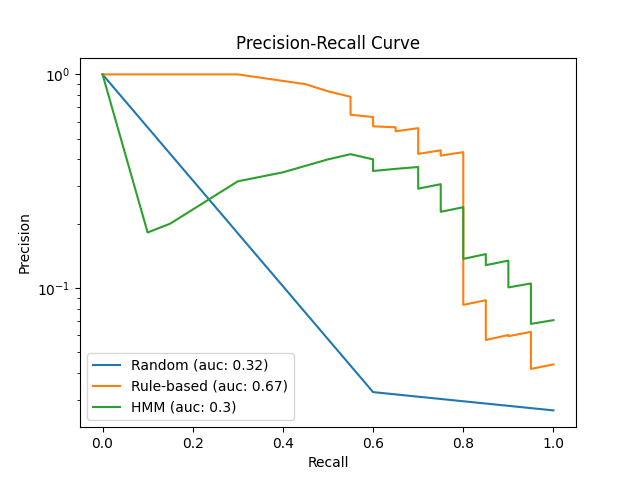 Precision-Recall Curve
10⁰
10⁻¹
Precision
Random (auc: 0.32)
Rule-based (auc: 0.67)
HMM (auc: 0.3)
0.0 0.2 0.4 0.6 0.8 1.0
Recall